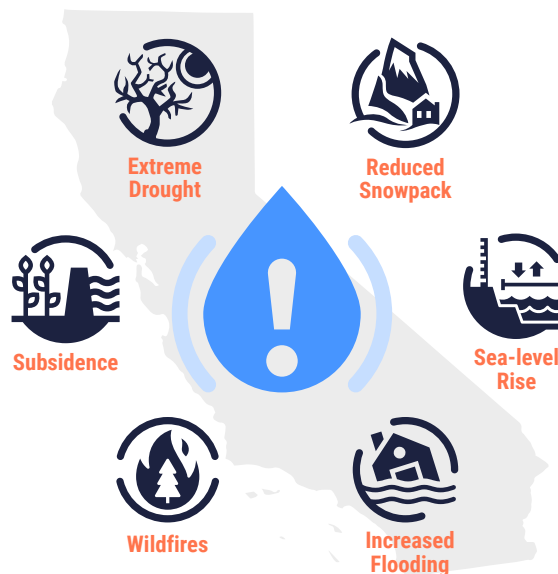 Extreme
Drought
Reduced
Snowpack
Subsidence
Sea-level
Rise
Wildfires
Increased
Flooding